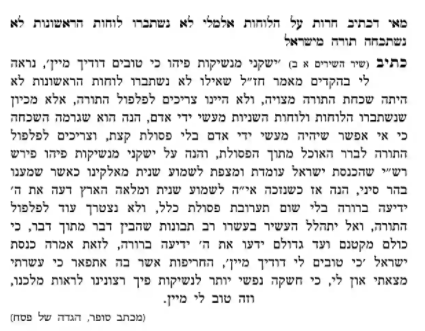 מאי דכתיב חרות על הלוחות אלמלי לא נשתברו לוחות הראשונות לא
נשתכחה תורה מישראל
כתיב (שיר השירים א ב) 'ישקני מנשיקות פיהו כי טובים דודיך מיין', נראה
לי בהקדים מאמר חז"ל שאילו לא נשתברו לוחות הראשונות לא
היתה שכחת התורה מצויה, ולא היינו צריכים לפלפול התורה, אלא מכיון
שנשתברו הלוחות ולוחות השניות מעשי ידי אדם, הנה הוא שגרמה השכחה
כי אי אפשר שיהיה מעשי ידי אדם בלי פסולת קצת, וצריכים לפלפול
התורה לברר האוכל מתוך הפסולת, והנה על ישקני מנשיקות פיהו פירש
רש"י שהכנסת ישראל עומדת ומצפת לשמוע שנית מאלקינו כאשר שמענו
בהר סיני, הנה אז כשנזכה אי"ה לשמוע שנית ומלאה הארץ דעה את ה'
ידיעה ברורה בלי שום תערובת פסולת כלל, ולא נצטרך עוד לפלפול
התורה, ואל יתהלל העשיר בעשרו רב תבונות שהבין דבר מתוך דבר, כי
כולם מקטנם ועד גדולם ידעו את ה' ידיעה ברורה, לזאת אמרה כנסת
ישראל 'כי טובים לי דודיך מיין', החריפות אשר בה אתפאר כי עשרתי
מצאתי און לי, כי חשקה נפשי יותר לנשיקות פיך רצונינו לראות מלכנו,
וזה טוב לי מיין.
(מכתב סופר, הגדה של פסח)